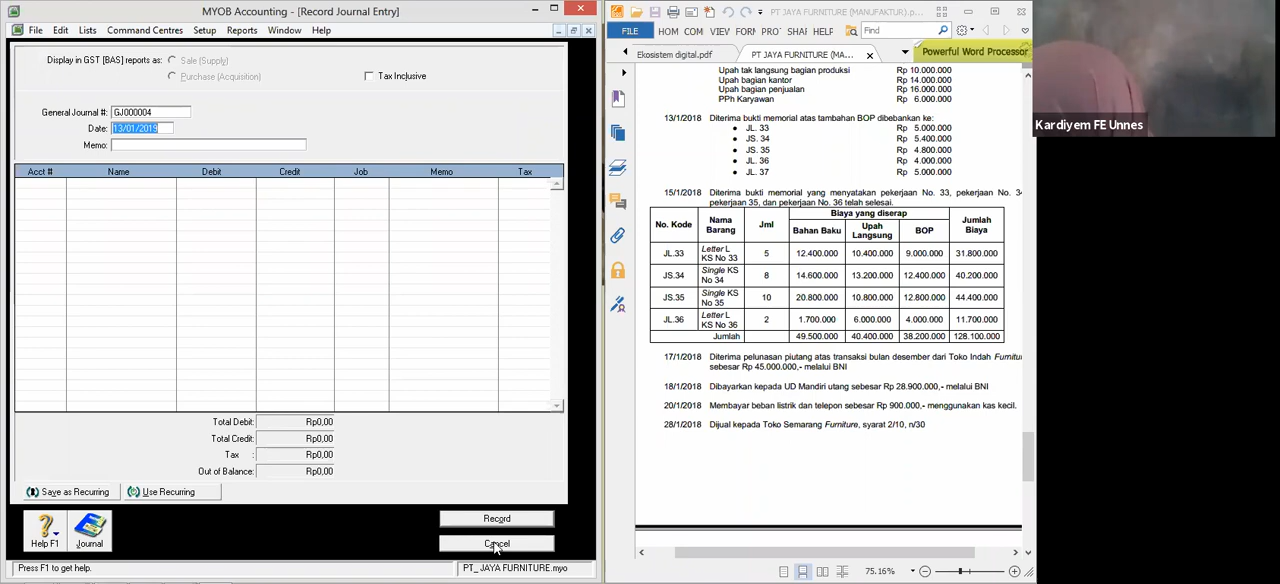 MYOB Accounting - [Record Journal Entry]
File Edit Lists Command Centres Setup Reports Window Help
Display in GST [BAS] reports as: Sale (Supply)
Purchase (Acquisition)
Tax Inclusive
General Journal #: GJ000004
Date: 13/01/2019
Memo:
Acct # Name Debit Credit Job Memo Tax
Total Debit: Rp0,00
Total Credit: Rp0,00
Tax : Rp0,00
Out of Balance: Rp0,00
Save as Recurring Use Recurring
Help F1 Journal
Record
Cancel
Press F1 to get help. PT_ JAYA FURNITURE.myo
PT JAYA FURNITURE (MANUFAKTUR).p...
FILE HOM COM VIEV FORM PRO SHAR HELP Find
Ekosistem digital.pdf PT JAYA FURNITURE (MA...
Powerful Word Processor
Upah tak langsung bagian produksi Rp 10.000.000
Upah bagian kantor Rp 14.000.000
Upah bagian penjualan Rp 16.000.000
PPh Karyawan Rp 6.000.000
13/1/2018 Diterima bukti memorial atas tambahan BOP dibebankan ke:
• JL. 33 Rp 5.000.000
• JS. 34 Rp 5.400.000
• JS. 35 Rp 4.800.000
• JL. 36 Rp 4.000.000
• JL. 37 Rp 5.000.000
15/1/2018 Diterima bukti memorial yang menyatakan pekerjaan No. 33, pekerjaan No. 34
pekerjaan 35, dan pekerjaan No. 36 telah selesai.
No. Kode Nama Barang Jml Biaya yang diserap Jumlah Biaya
Bahan Baku Upah Langsung BOP
JL.33 Letter L KS No 33 5 12.400.000 10.400.000 9.000.000 31.800.000
JS.34 Single KS No 34 8 14.600.000 13.200.000 12.400.000 40.200.000
JS.35 Single KS No 35 10 20.800.000 10.800.000 12.800.000 44.400.000
JL.36 Letter L KS No 36 2 1.700.000 6.000.000 4.000.000 11.700.000
Jumlah 49.500.000 40.400.000 38.200.000 128.100.000
17/1/2018 Diterima pelunasan piutang atas transaksi bulan desember dari Toko Indah Furnitu
sebesar Rp 45.000.000,- melalui BNI
18/1/2018 Dibayarkan kepada UD Mandiri utang sebesar Rp 28.900.000,- melalui BNI
20/1/2018 Membayar beban listrik dan telepon sebesar Rp 900.000,- menggunakan kas kecil.
28/1/2018 Dijual kepada Toko Semarang Furniture, syarat 2/10, n/30
75.16%
Kardiyem FE Unnes